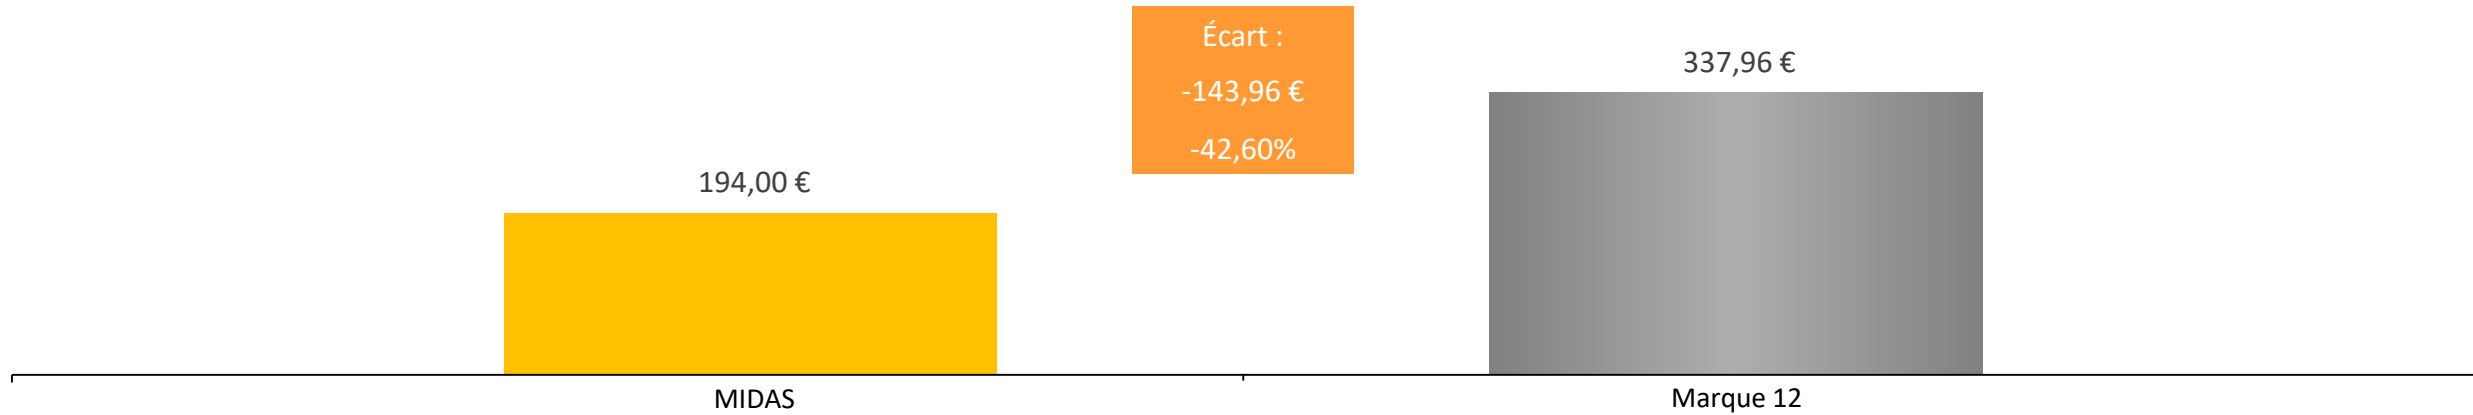 Écart :
-143,96 €
-42,60%
337,96 €
194,00 €
MIDAS
Marque 12